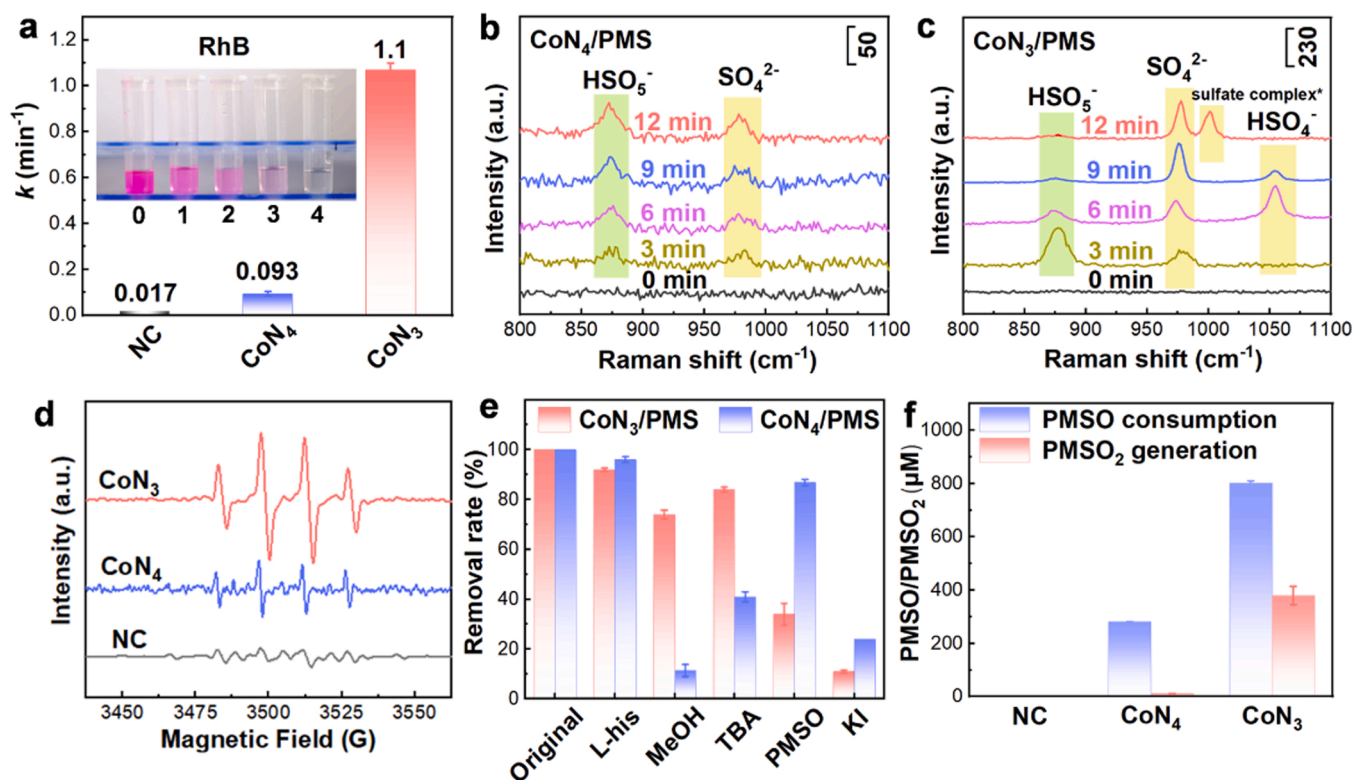 a
RhB
k (min⁻¹)
1.2
1.0
0.8
0.6
0.4
0.2
0.0
0.017
0.093
1.1
0 1 2 3 4
NC CoN₄ CoN₃
b
CoN₄/PMS
50
HSO₅⁻ SO₄²⁻
12 min
9 min
6 min
3 min
0 min
Intensity (a.u.)
800 850 900 950 1000 1050 1100
Raman shift (cm⁻¹)
c
CoN₃/PMS
230
SO₄²⁻
sulfate complex*
HSO₅⁻
HSO₄⁻
12 min
9 min
6 min
3 min
0 min
Intensity (a.u.)
800 850 900 950 1000 1050 1100
Raman shift (cm⁻¹)
d
CoN₃
CoN₄
NC
Intensity (a.u.)
3450 3475 3500 3525 3550
Magnetic Field (G)
e
CoN₃/PMS CoN₄/PMS
Removal rate (%)
100
80
60
40
20
0
Original L-his MeOH TBA PMSO KI
f
PMSO consumption
PMSO₂ generation
PMSO/PMSO₂ (μM)
1000
800
600
400
200
0
NC CoN₄ CoN₃